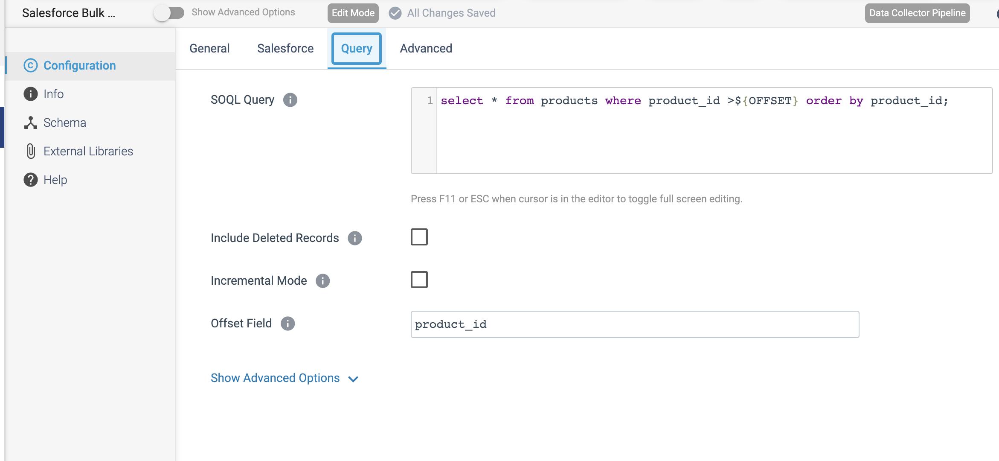 Salesforce Bulk ...
Show Advanced Options
Edit Mode
All Changes Saved
Data Collector Pipeline
General
Salesforce
Query
Advanced
Configuration
Info
Schema
External Libraries
Help
SOQL Query
1 select * from products where product_id >${OFFSET} order by product_id;
Press F11 or ESC when cursor is in the editor to toggle full screen editing.
Include Deleted Records
Incremental Mode
Offset Field
product_id
Show Advanced Options